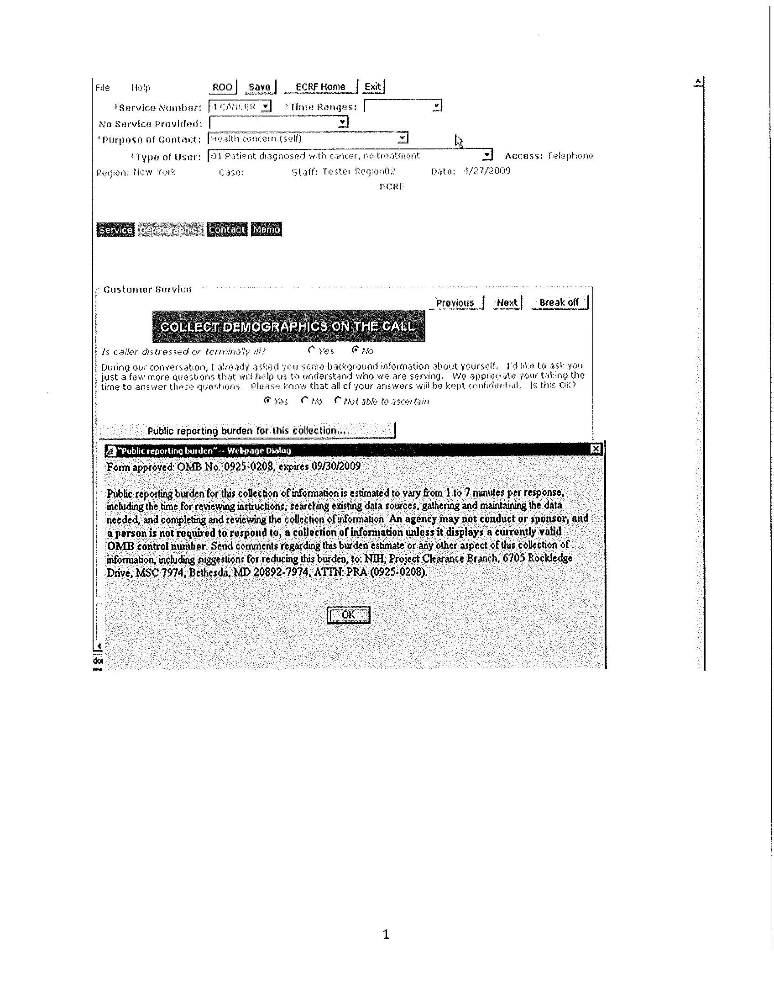 File Help ROO Save ECRF Home Exit
*Service Number: 4 CANCER *Time Ranges:
No Service Provided:
*Purpose of Contact: Health concern (self)
*Type of User: 01 Patient diagnosed with cancer, no treatment Access: Telephone
Region: New York Case: Staff: Tester Region02 Date: 4/27/2009
ECRF
Service Demographics Contact Memo
Customer Service
Previous Next Break off
COLLECT DEMOGRAPHICS ON THE CALL
Is caller distressed or terminally ill? Yes No
During our conversation, I already asked you some background information about yourself. I'd like to ask you
just a few more questions that will help us to understand who we are serving. We appreciate your taking the
time to answer these questions. Please know that all of your answers will be kept confidential. Is this OK?
Yes No Not able to ascertain
Public reporting burden for this collection...
"Public reporting burden" -- Webpage Dialog
Form approved: OMB No. 0925-0208, expires 09/30/2009
Public reporting burden for this collection of information is estimated to vary from 1 to 7 minutes per response,
including the time for reviewing instructions, searching existing data sources, gathering and maintaining the data
needed, and completing and reviewing the collection of information. An agency may not conduct or sponsor, and
a person is not required to respond to, a collection of information unless it displays a currently valid
OMB control number. Send comments regarding this burden estimate or any other aspect of this collection of
information, including suggestions for reducing this burden, to: NIH, Project Clearance Branch, 6705 Rockledge
Drive, MSC 7974, Bethesda, MD 20892-7974, ATTN: PRA (0925-0208).
OK
1